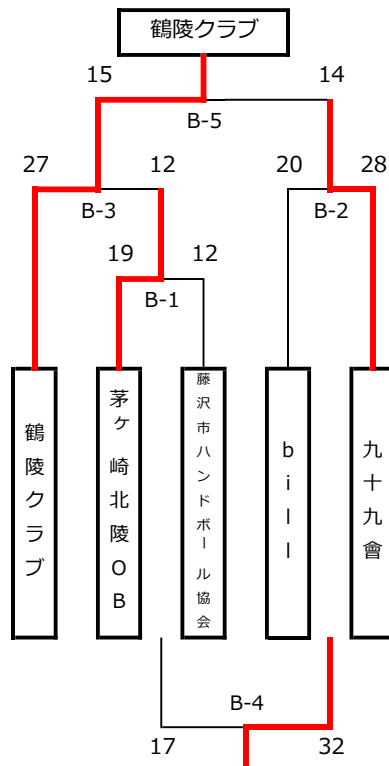 鶴陵クラブ
15 14
B-5
27 12 20 28
B-3 B-2
19 12
B-1
鶴陵クラブ
茅ヶ崎北陵OB
藤沢市ハンドボール協会
bill
九十九會
B-4
17 32